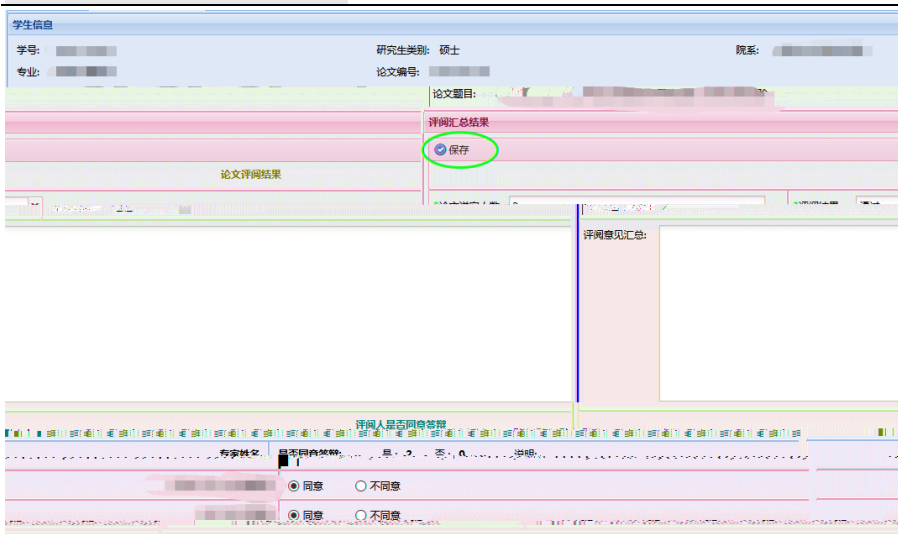 学生信息
学号: 研究生类别: 硕士 院系:
专业: 论文编号:
论文题目:
评阅汇总结果
保存
论文评阅结果
评阅意见汇总:
评阅人是否同意答辩
专家姓名 是否同意答辩: 是: 2 否: 0 说明:
同意 不同意
同意 不同意